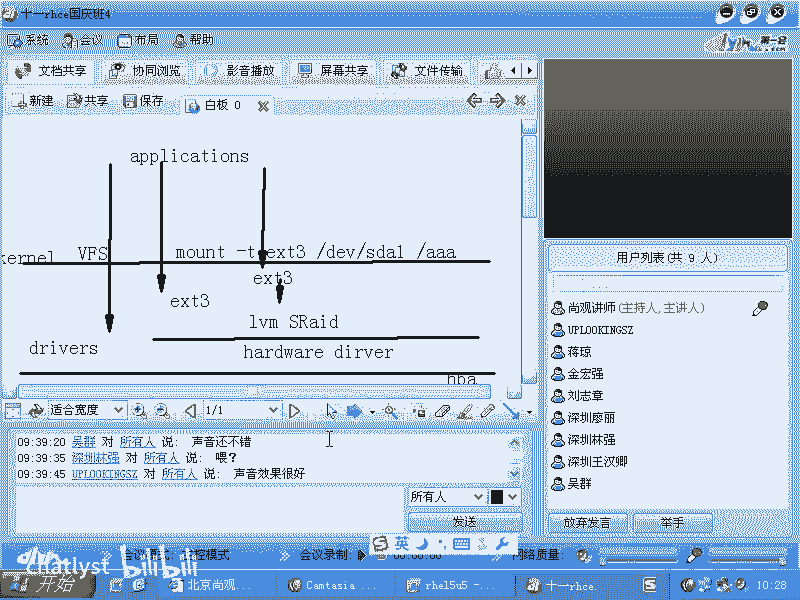 十一rhce国庆班4
系统 会议 布局 帮助
文档共享 协同浏览 影音播放 屏幕共享 文件传输
新建 共享 保存 白板 0
applications
kernel VFS mount -t ext3 /dev/sda1 /aaa
ext3
ext3
lvm SRaid
drivers
hardware dirver
hba
适合宽度 1/1
09:39:20 吴群 对 所有人 说: 声音还不错
09:39:35 深圳林强 对 所有人 说: 喂?
09:39:45 UPLOOKINGSZ 对 所有人 说: 声音效果很好
所有人
发送
用户列表(共 9 人)
尚观讲师(主持人,主讲人)
UPLOOKINGSZ
蒋琼
金宏强
刘志章
深圳廖丽
深圳林强
深圳王汉卿
吴群
放弃发言 举手
英
会议模式: 主控模式 会议录制: 00:00:00 网络质量:
bilibili
开始 北京尚观... Camtasia ... rhel5u5 -... 十一rhce. 10:28